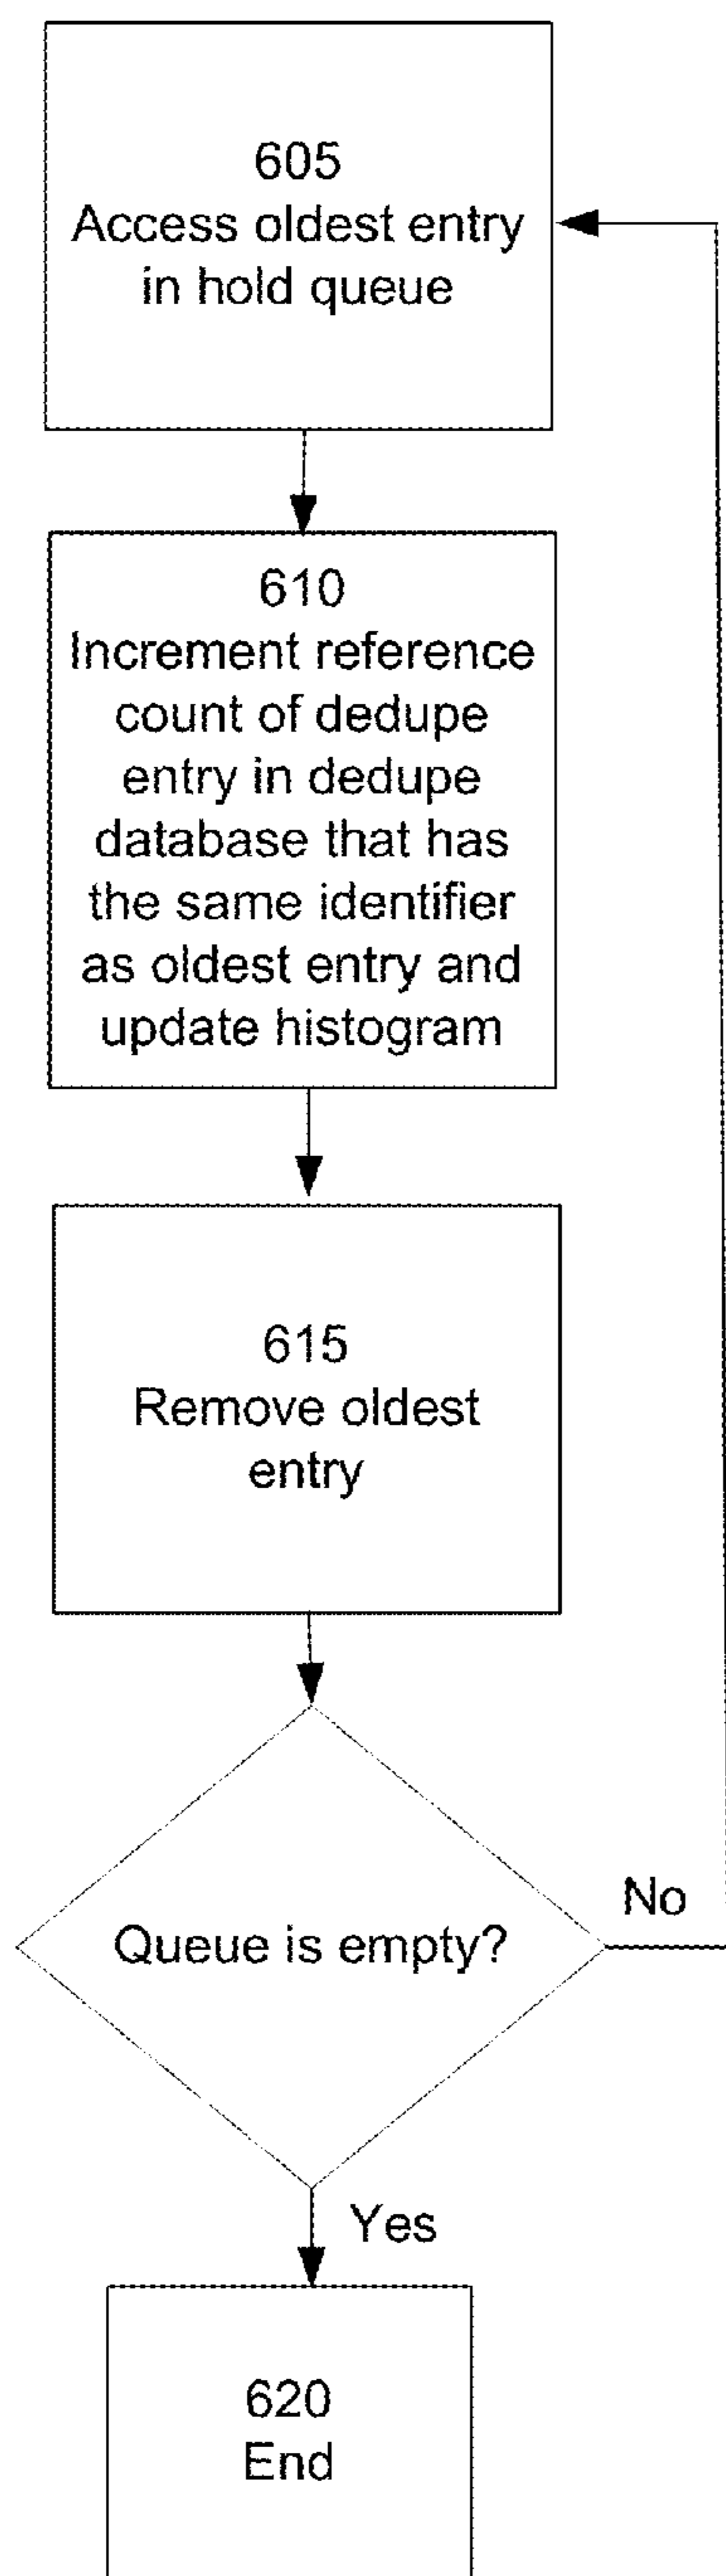 605
Access oldest entry
in hold queue
610
Increment reference
count of dedupe
entry in dedupe
database that has
the same identifier
as oldest entry and
update histogram
615
Remove oldest
entry
Queue is empty?
No
Yes
620
End